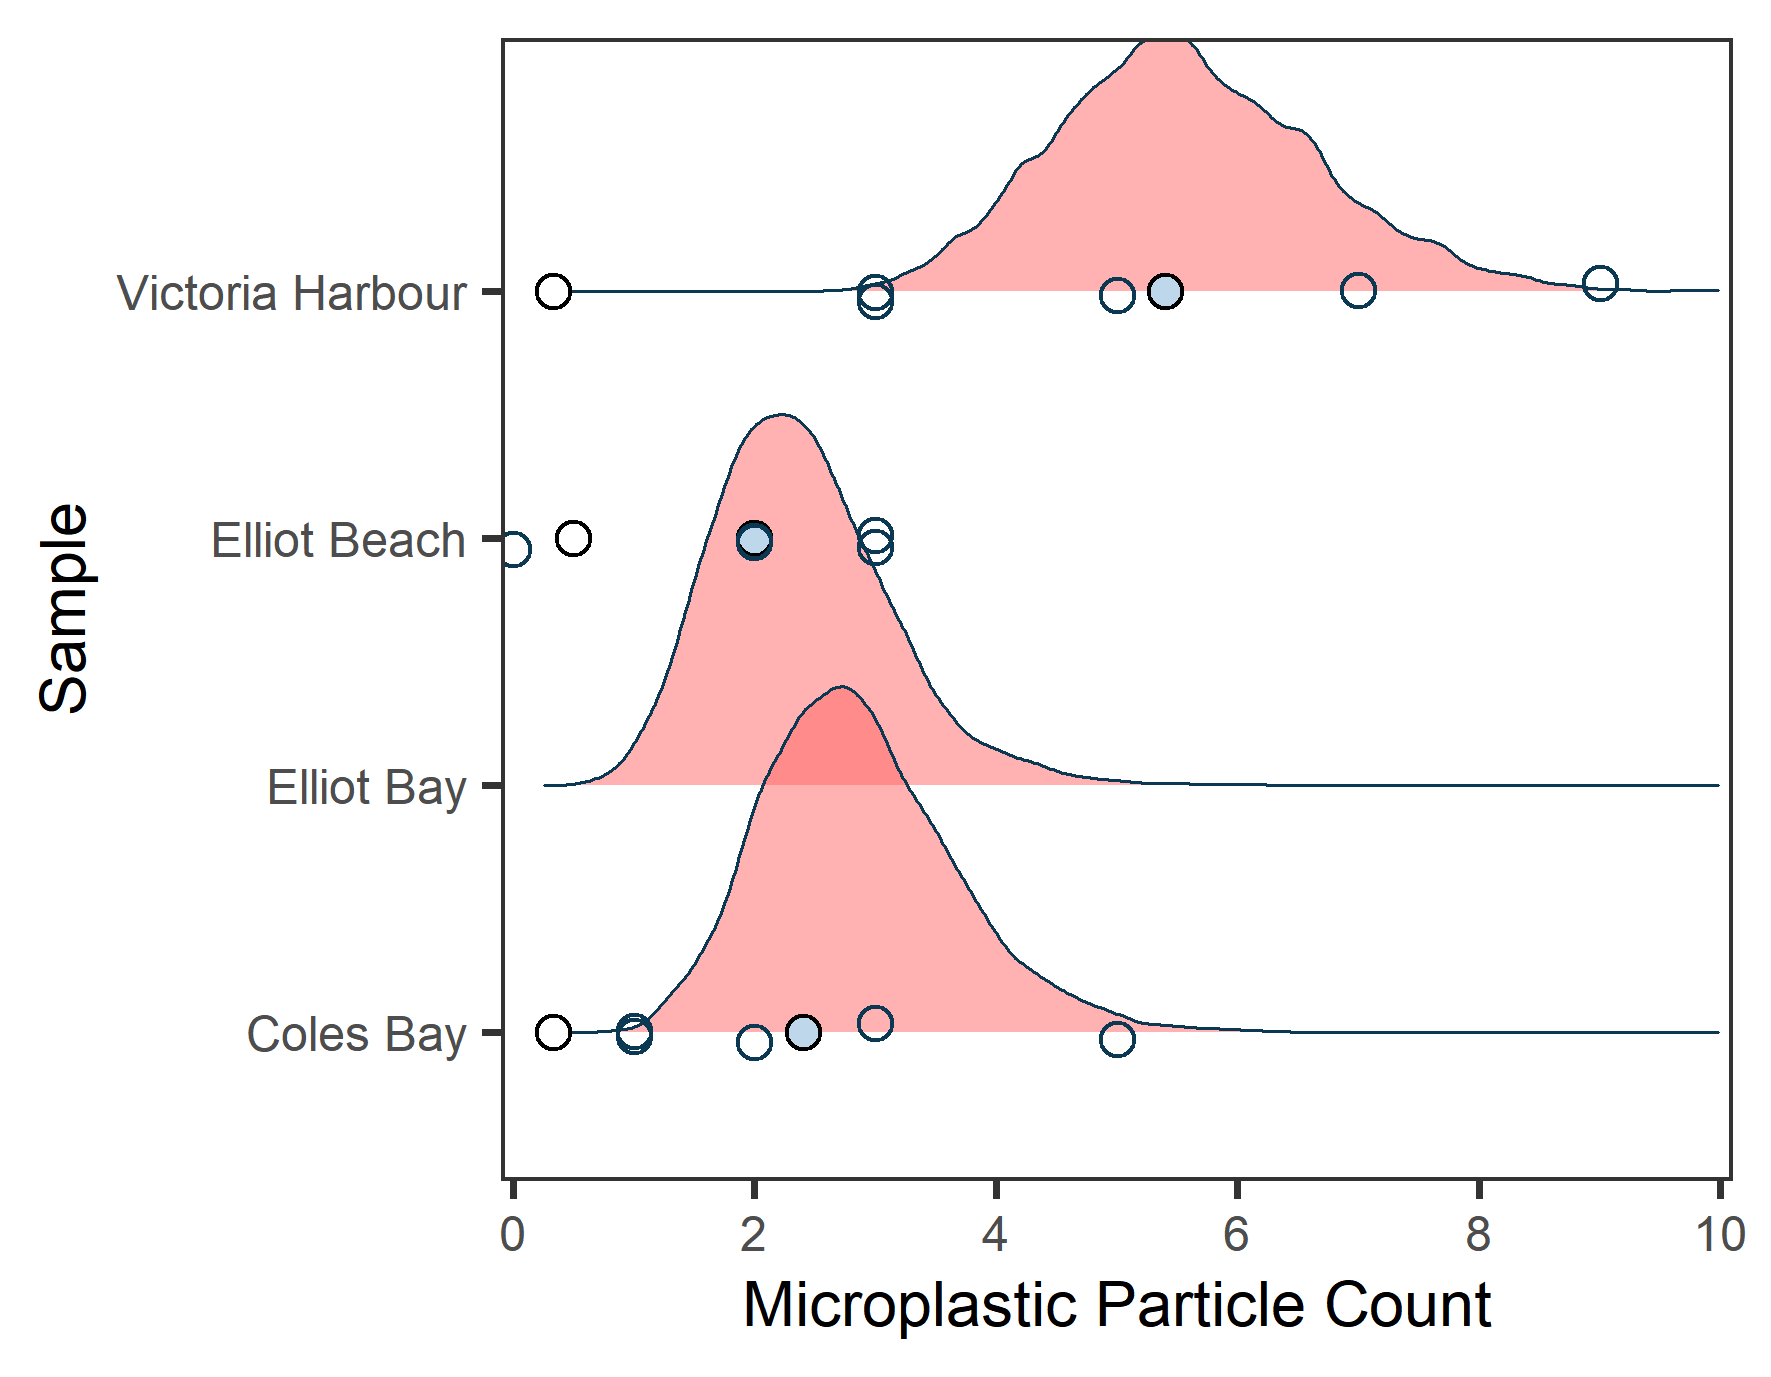 Victoria Harbour
Elliot Beach
Elliot Bay
Coles Bay
Sample
0 2 4 6 8 10
Microplastic Particle Count